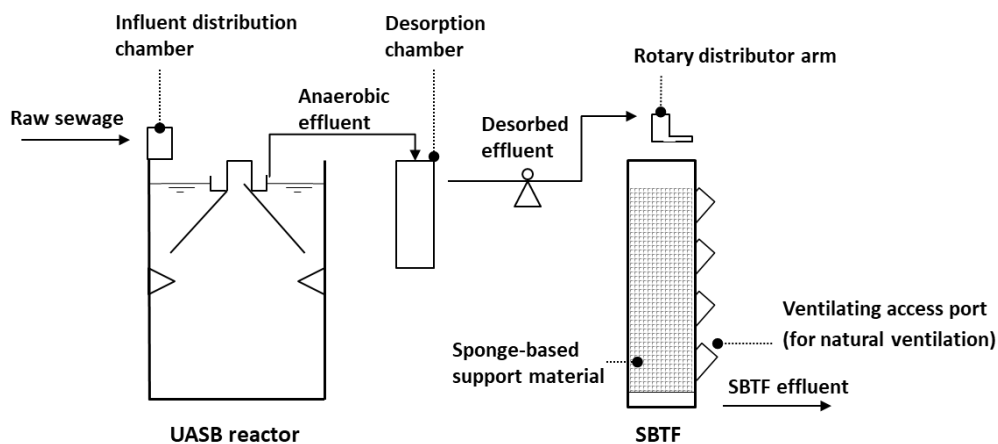 Influent distribution
chamber
Desorption
chamber
Rotary distributor arm
Raw sewage
Anaerobic
effluent
Desorbed
effluent
Ventilating access port
(for natural ventilation)
Sponge-based
support material
SBTF effluent
UASB reactor
SBTF